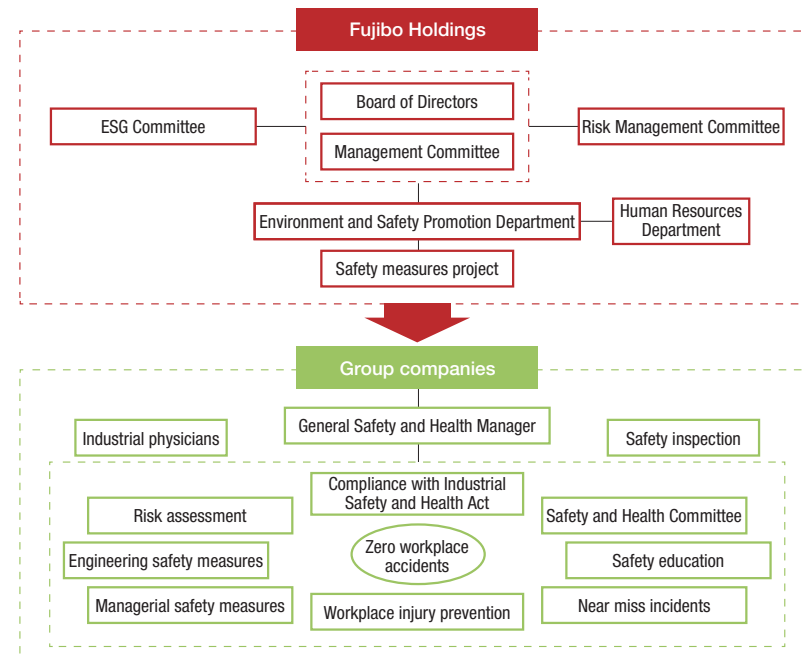 Fujibo Holdings
Board of Directors
ESG Committee
Risk Management Committee
Management Committee
Environment and Safety Promotion Department
Human Resources
Department
Safety measures project
Group companies
General Safety and Health Manager
Industrial physicians
Safety inspection
Compliance with Industrial
Safety and Health Act
Risk assessment
Safety and Health Committee
Zero workplace
accidents
Engineering safety measures
Safety education
Managerial safety measures
Workplace injury prevention
Near miss incidents